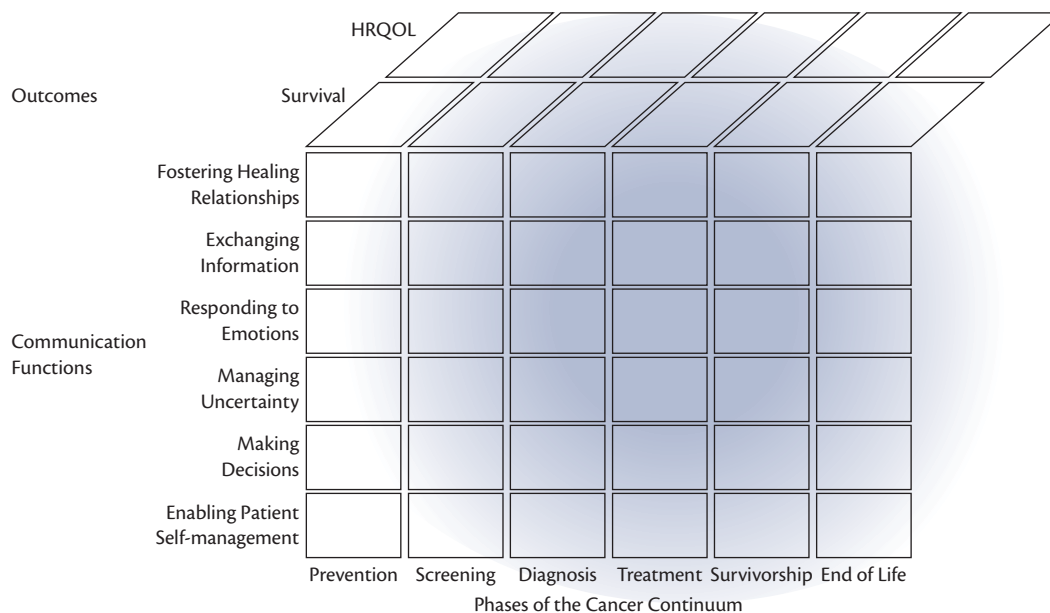 HRQOL
Outcomes
Survival
Fostering Healing
Relationships
Exchanging
Information
Responding to
Emotions
Communication
Functions
Managing
Uncertainty
Making
Decisions
Enabling Patient
Self-management
Prevention Screening Diagnosis Treatment Survivorship End of Life
Phases of the Cancer Continuum